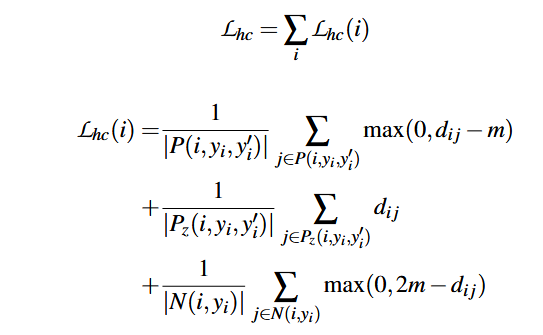 ℒ_hc = ∑_i ℒ_hc(i)
ℒ_hc(i) = 1/|P(i,y_i,y′_i)| ∑_{j∈P(i,y_i,y′_i)} max(0, d_ij − m)
+ 1/|P_z(i,y_i,y′_i)| ∑_{j∈P_z(i,y_i,y′_i)} d_ij
+ 1/|N(i,y_i)| ∑_{j∈N(i,y_i)} max(0, 2m − d_ij)